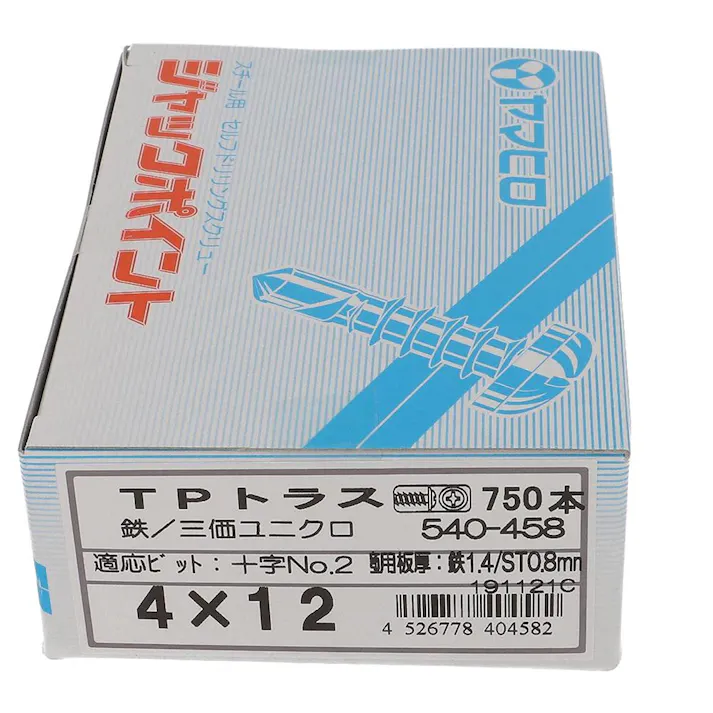 ヤマヒロ
スチール用 セルフドリリングスクリュー
ジャックポイント
TPトラス 750本
鉄/三価ユニクロ 540-458
適応ビット:十字No.2 用板厚:鉄1.4/ST0.8mm
191121C
4×12
4 526778 404582